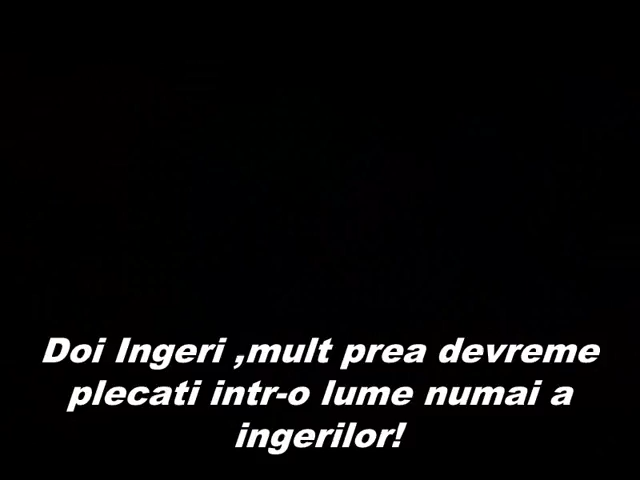 Doi Ingeri ,mult prea devreme
plecati intr-o lume numai a
ingerilor!